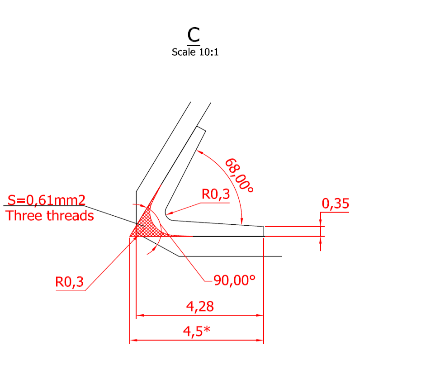 C
Scale 10:1
68,00°
R0,3
0,35
S=0,61mm2
Three threads
R0,3
90,00°
4,28
4,5*